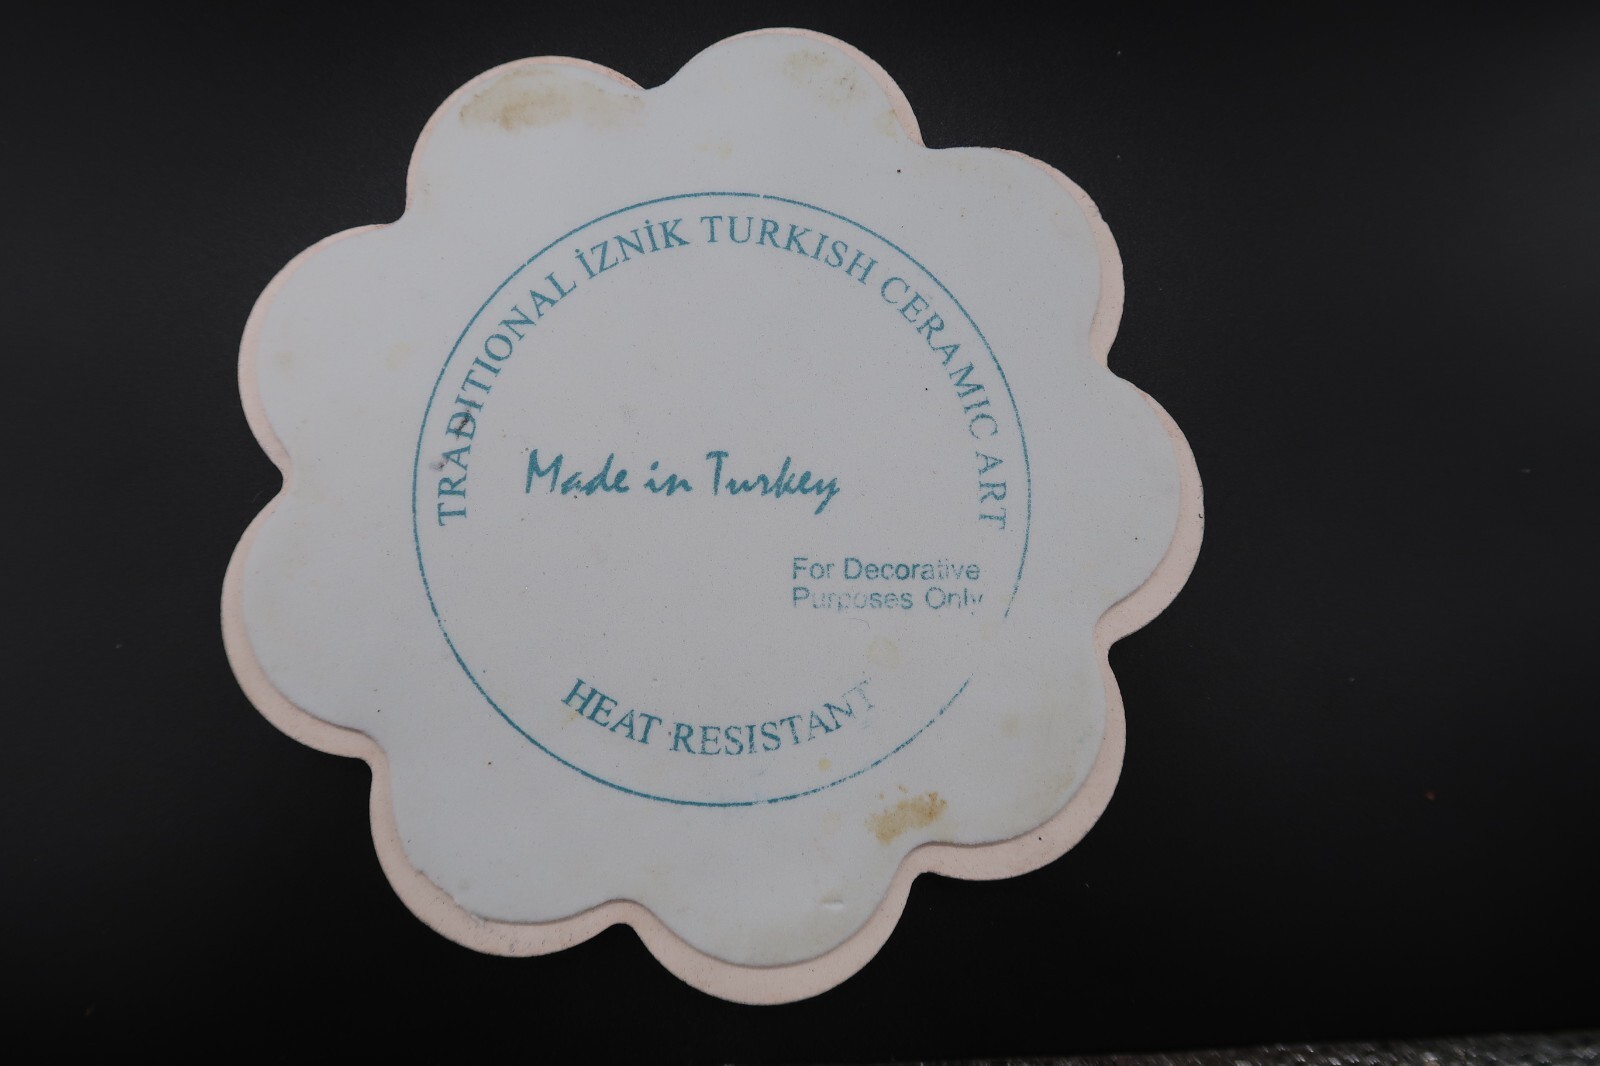 TRADITIONAL İZNİK TURKISH CERAMIC ART
Made in Turkey
For Decorative
Purposes Only
HEAT RESISTANT